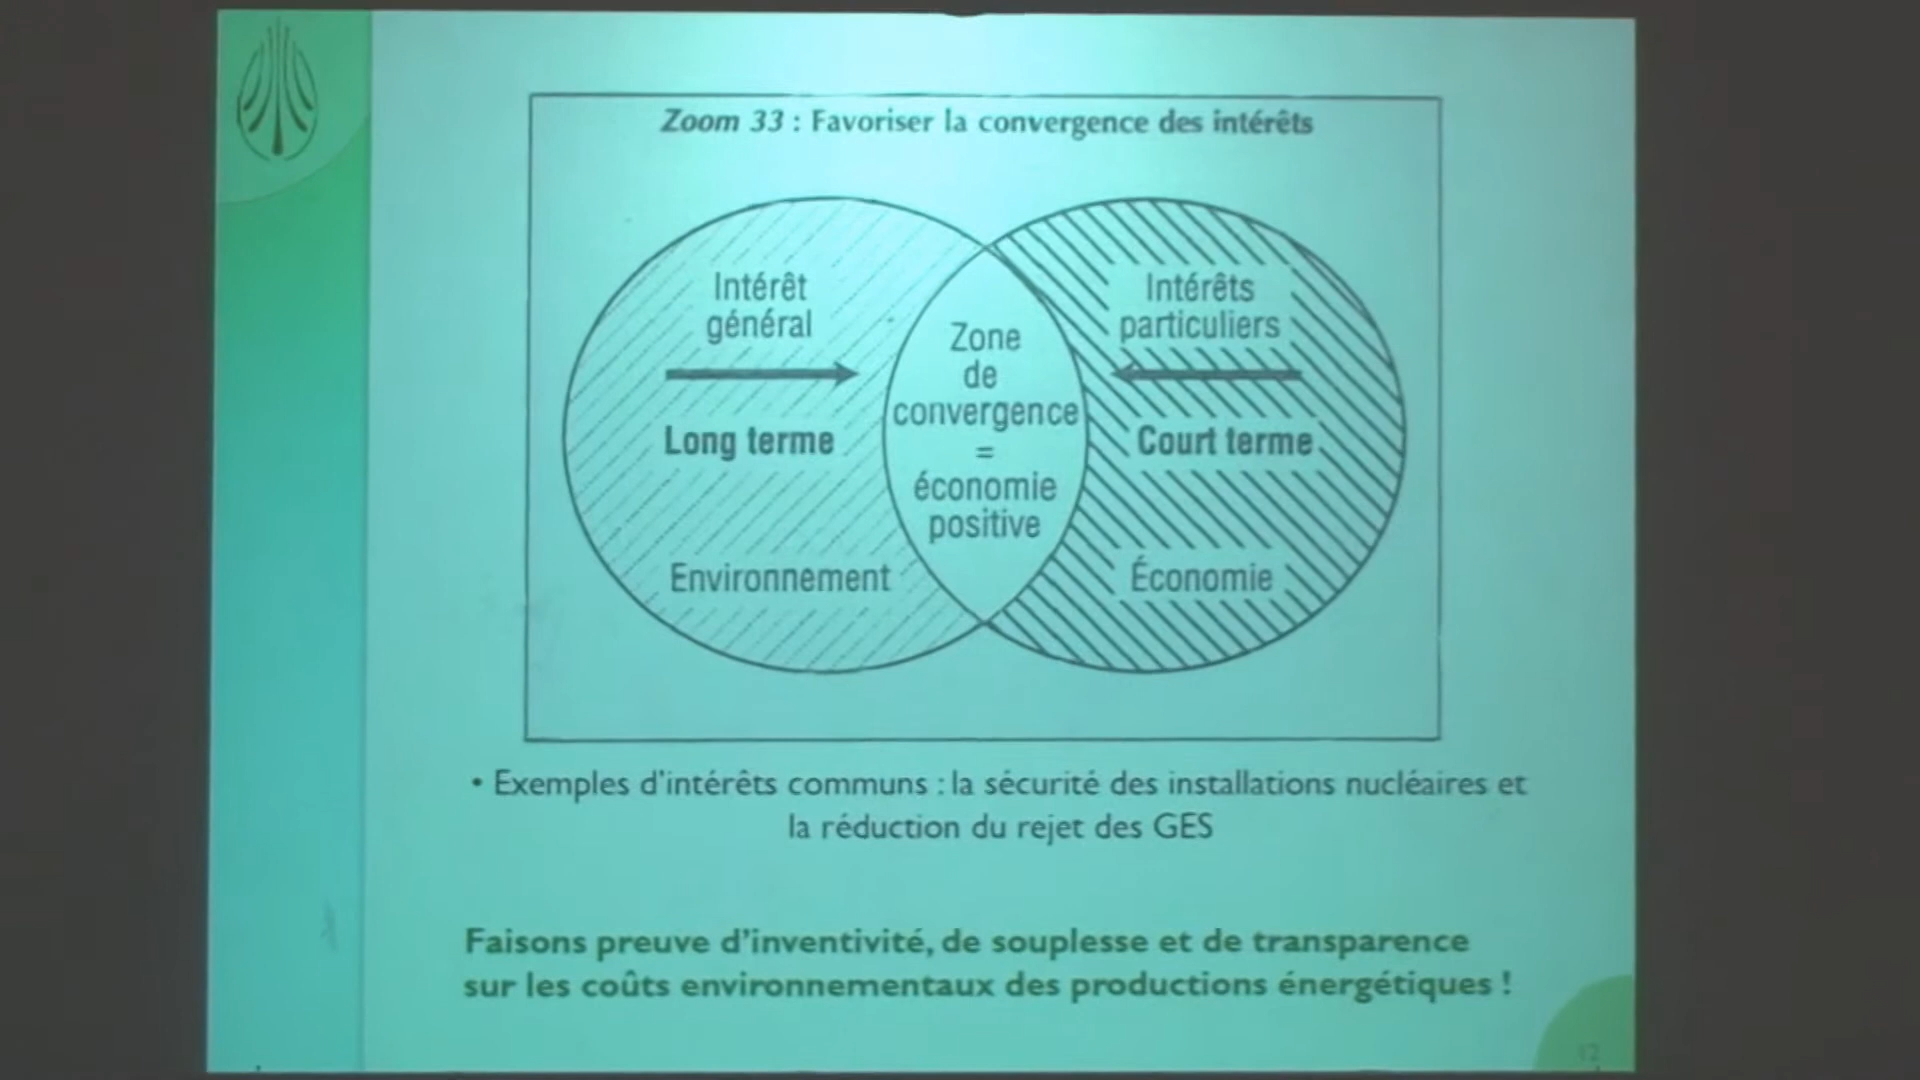 Zoom 33 : Favoriser la convergence des intérêts
Intérêt
général
Long terme
Environnement
Zone
de
convergence
=
économie
positive
Intérêts
particuliers
Court terme
Économie
• Exemples d'intérêts communs : la sécurité des installations nucléaires et
la réduction du rejet des GES
Faisons preuve d'inventivité, de souplesse et de transparence
sur les coûts environnementaux des productions énergétiques !
12